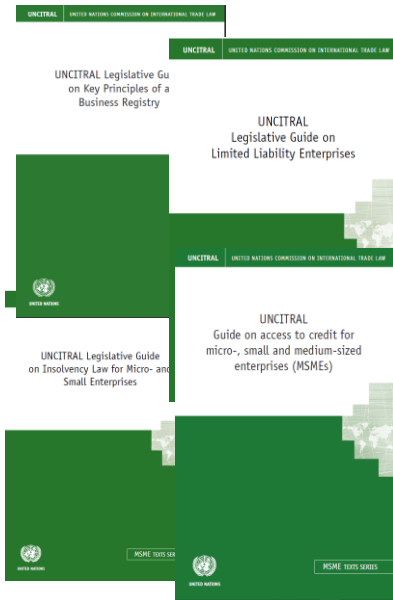 UNCITRAL UNITED NATIONS COMMISSION ON INTERNATIONAL TRADE LAW
UNCITRAL Legislative Gu
on Key Principles of a
Business Registry
UNITED NATIONS
UNCITRAL UNITED NATIONS COMMISSION ON INTERNATIONAL TRADE LAW
UNCITRAL
Legislative Guide on
Limited Liability Enterprises
UNCITRAL Legislative Guide
on Insolvency Law for Micro- and
Small Enterprises
UNITED NATIONS
MSME TEXTS SER
UNCITRAL UNITED NATIONS COMMISSION ON INTERNATIONAL TRADE LAW
UNCITRAL
Guide on access to credit for
micro-, small and medium-sized
enterprises (MSMEs)
UNITED NATIONS
MSME TEXTS SERIES